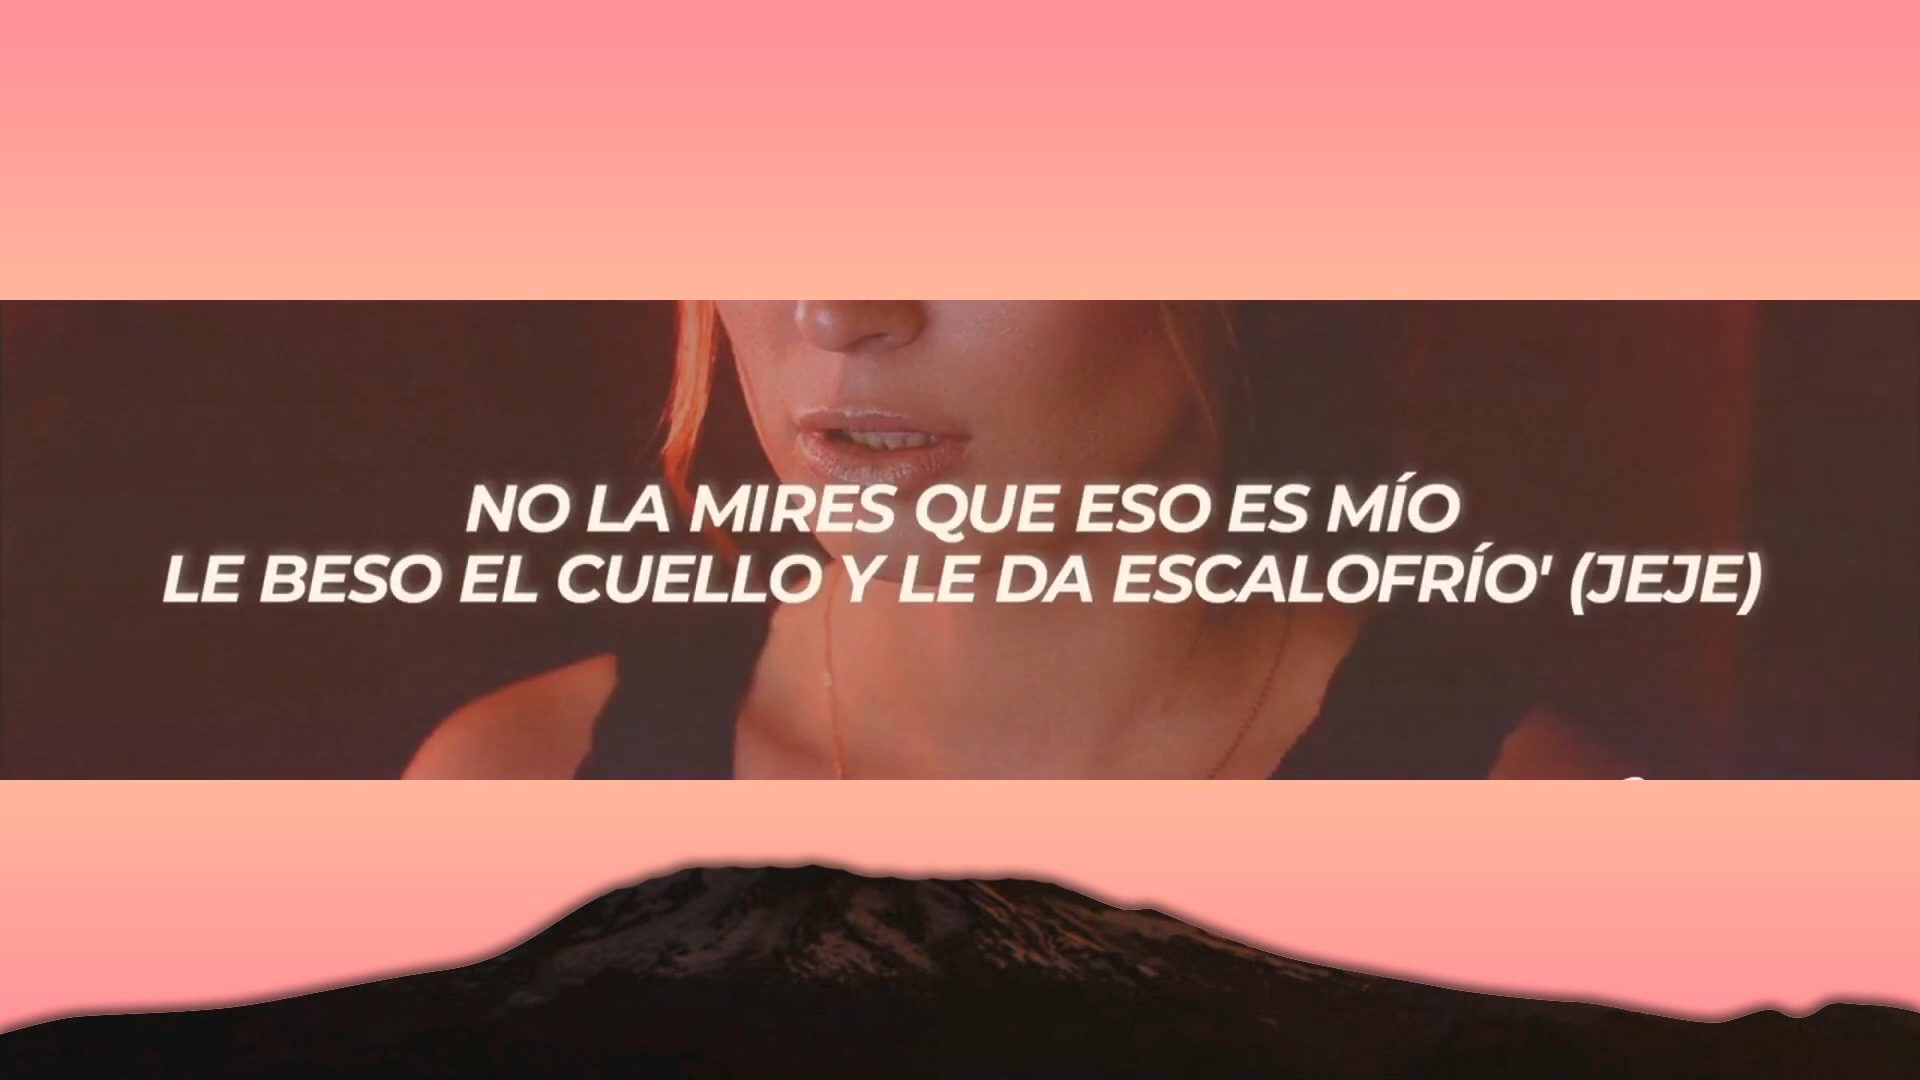 NO LA MIRES QUE ESO ES MÍO
LE BESO EL CUELLO Y LE DA ESCALOFRÍO' (JEJE)